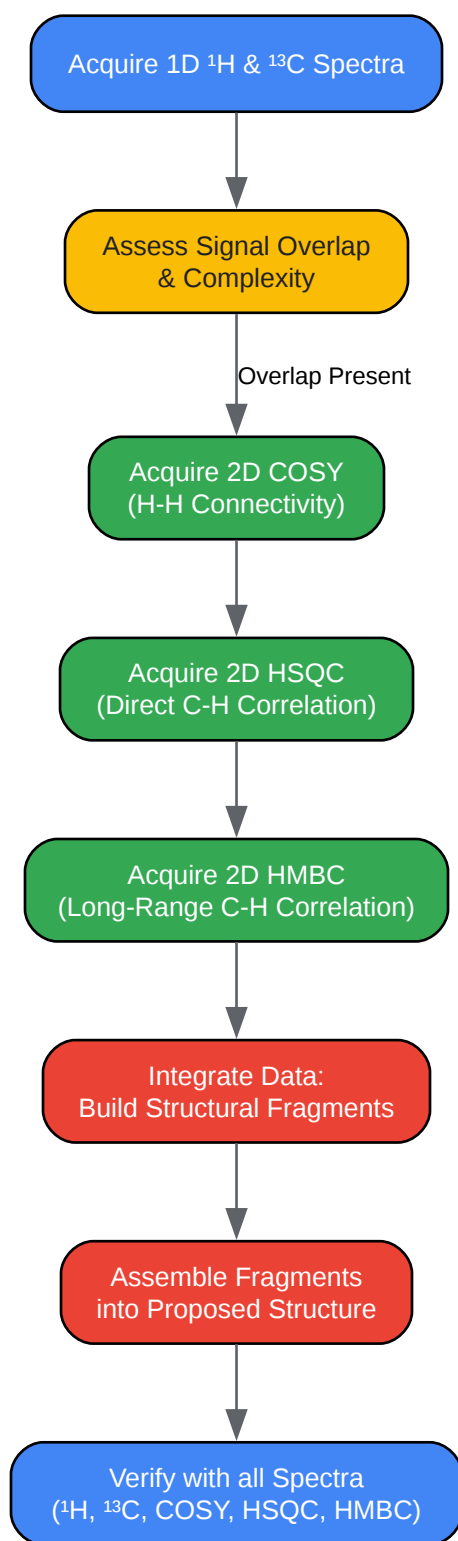 Acquire 1D ¹H & ¹³C Spectra
Assess Signal Overlap
& Complexity
Overlap Present
Acquire 2D COSY
(H-H Connectivity)
Acquire 2D HSQC
(Direct C-H Correlation)
Acquire 2D HMBC
(Long-Range C-H Correlation)
Integrate Data:
Build Structural Fragments
Assemble Fragments
into Proposed Structure
Verify with all Spectra
(¹H, ¹³C, COSY, HSQC, HMBC)